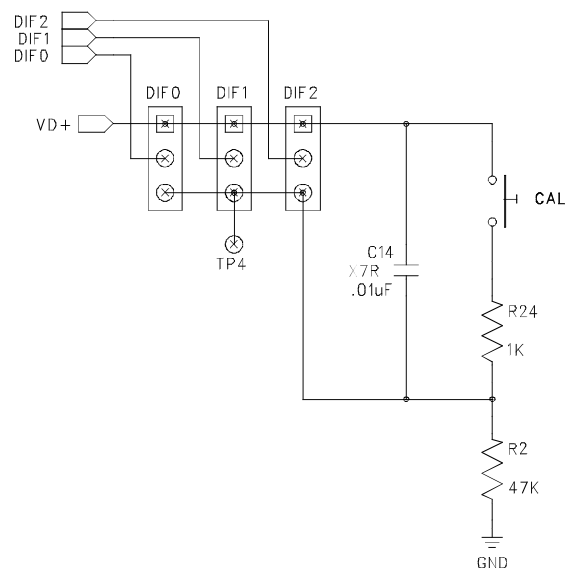 DIF2
DIF1
DIF0
DIF0 DIF1 DIF2
VD+
CAL
TP4
C14
X7R
.01uF
R24
1K
R2
47K
GND